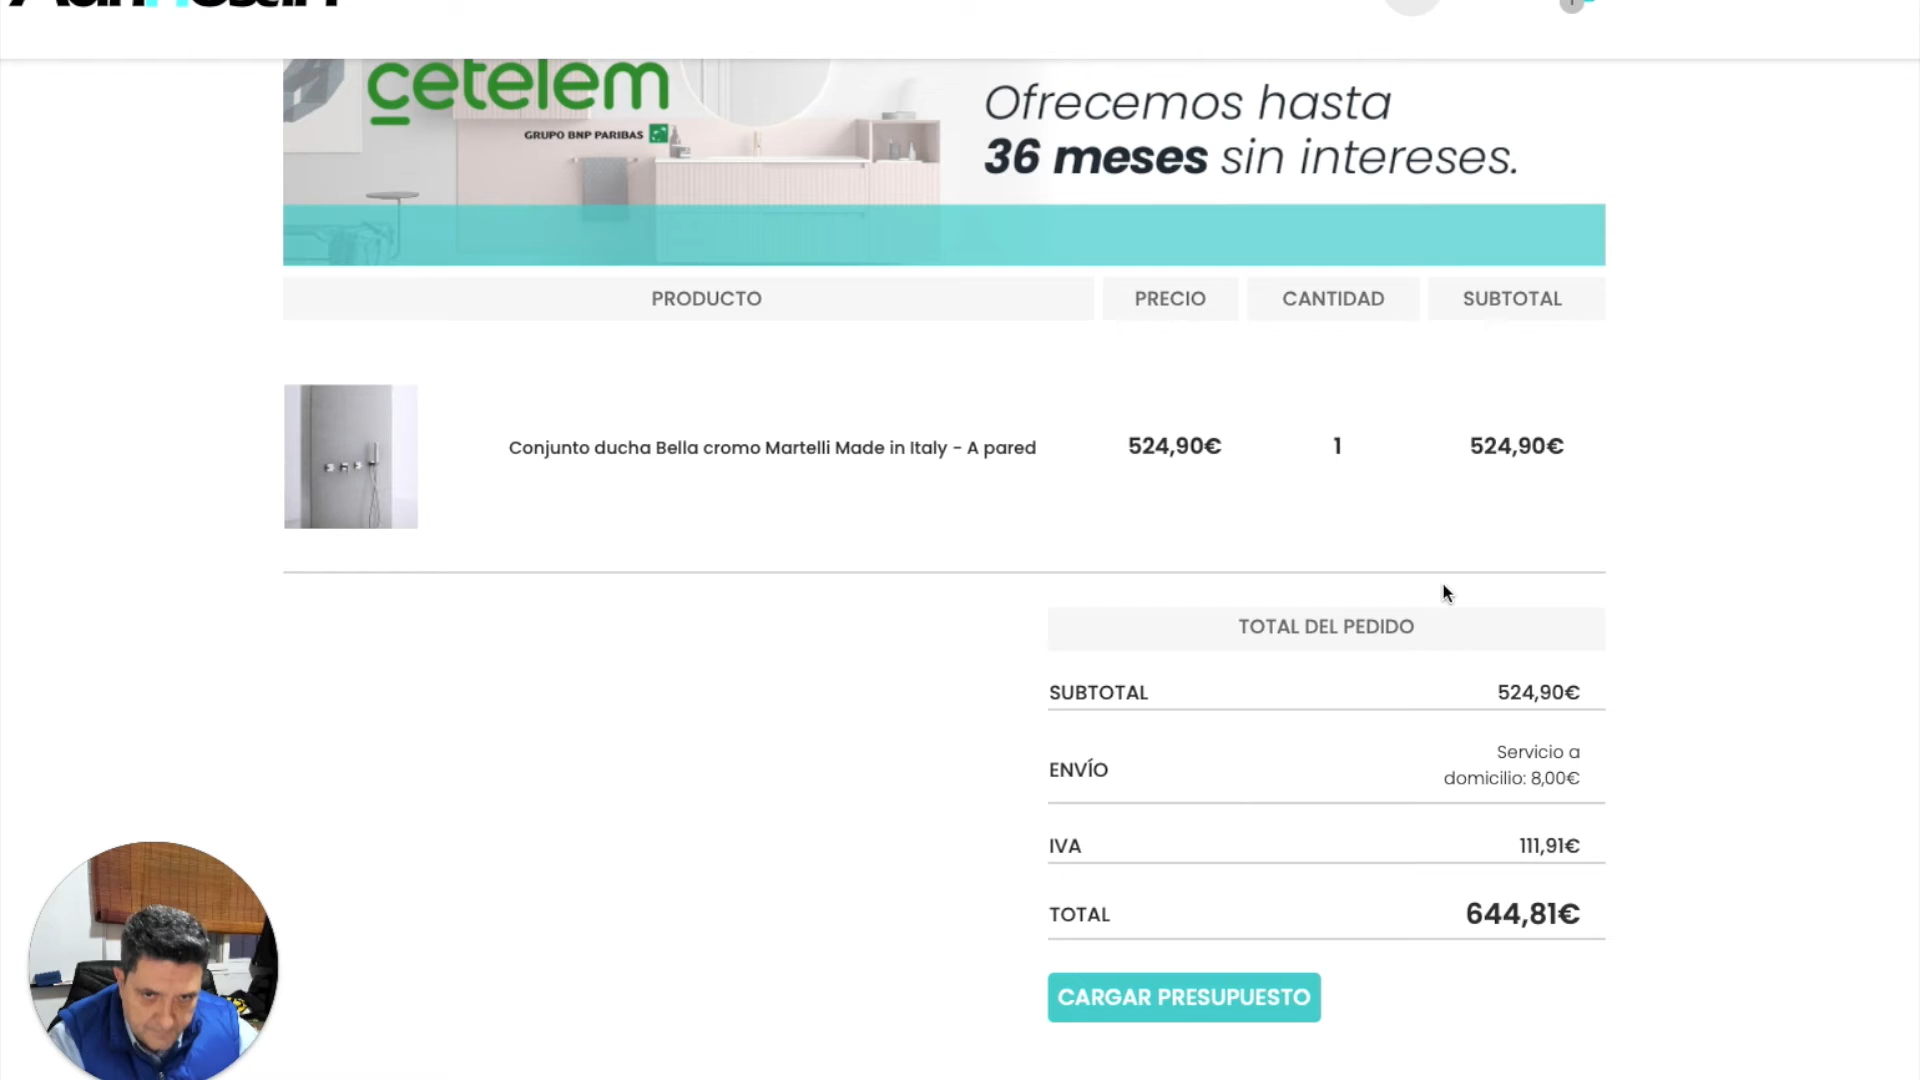 cetelem
GRUPO BNP PARIBAS
Ofrecemos hasta
36 meses sin intereses.
PRODUCTO PRECIO CANTIDAD SUBTOTAL
Conjunto ducha Bella cromo Martelli Made in Italy - A pared 524,90€ 1 524,90€
TOTAL DEL PEDIDO
SUBTOTAL 524,90€
ENVÍO Servicio a
domicilio: 8,00€
IVA 111,91€
TOTAL 644,81€
CARGAR PRESUPUESTO